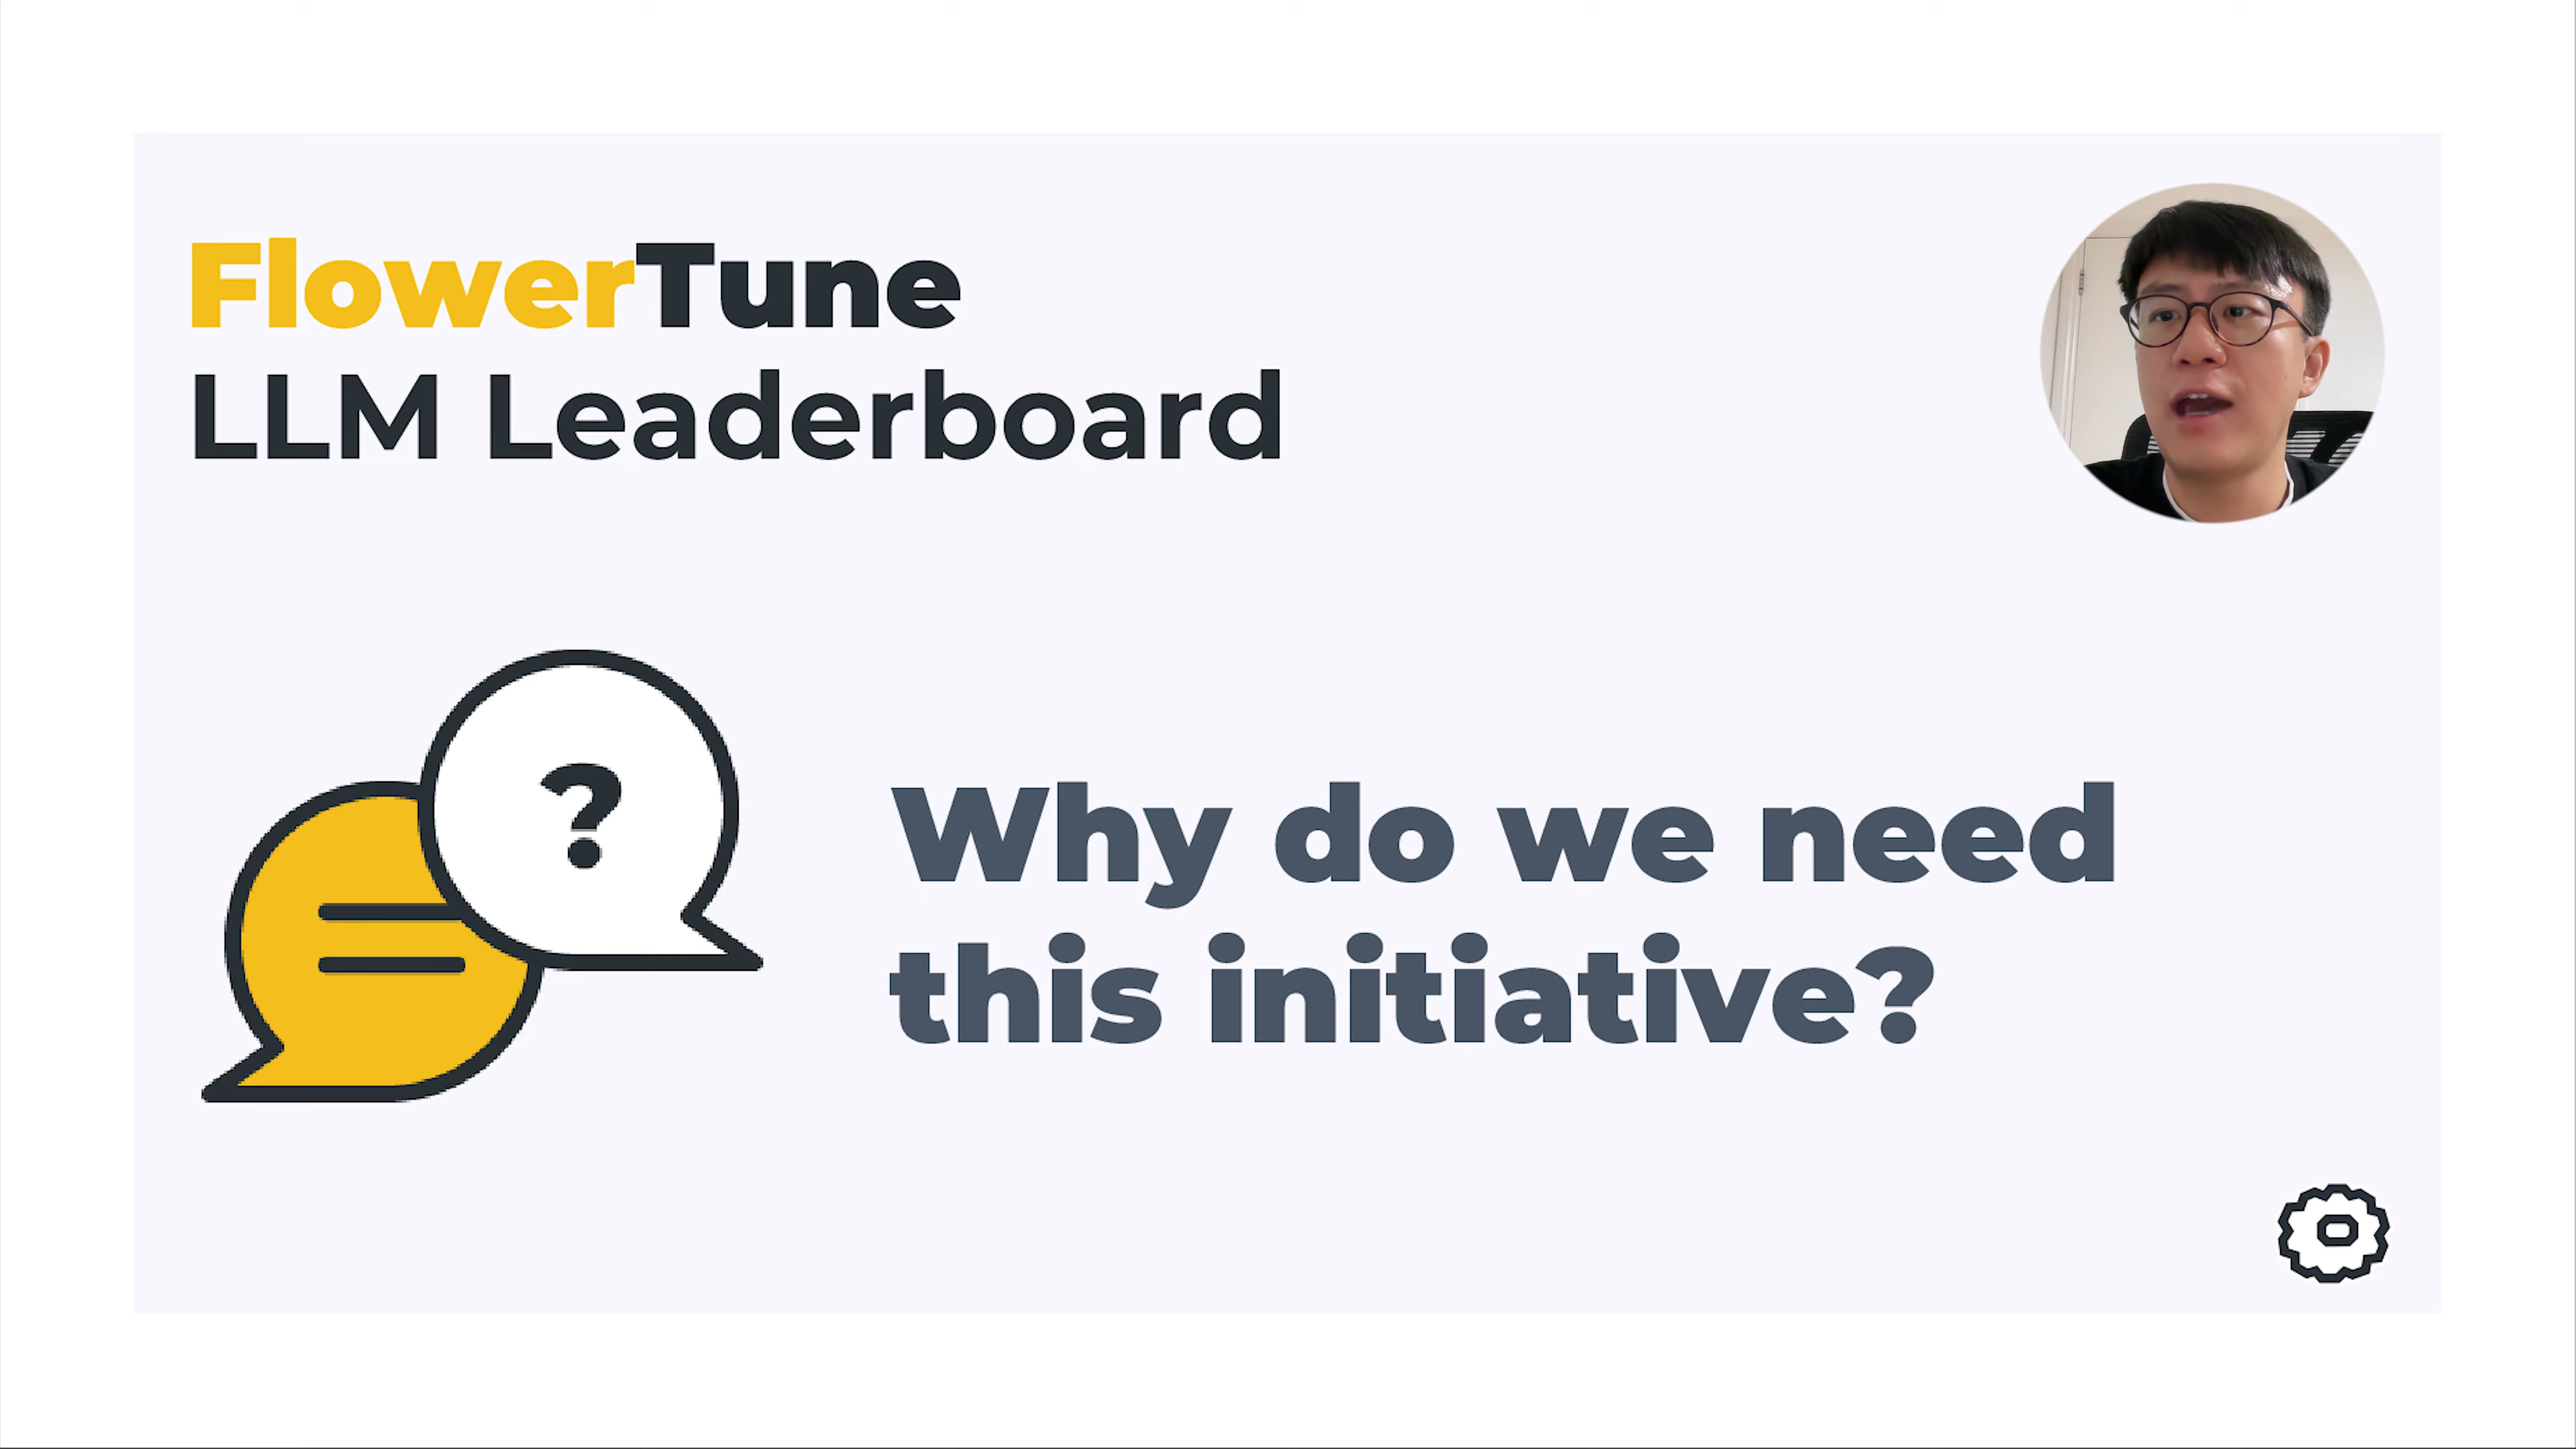 FlowerTune
LLM Leaderboard
?
Why do we need
this initiative?